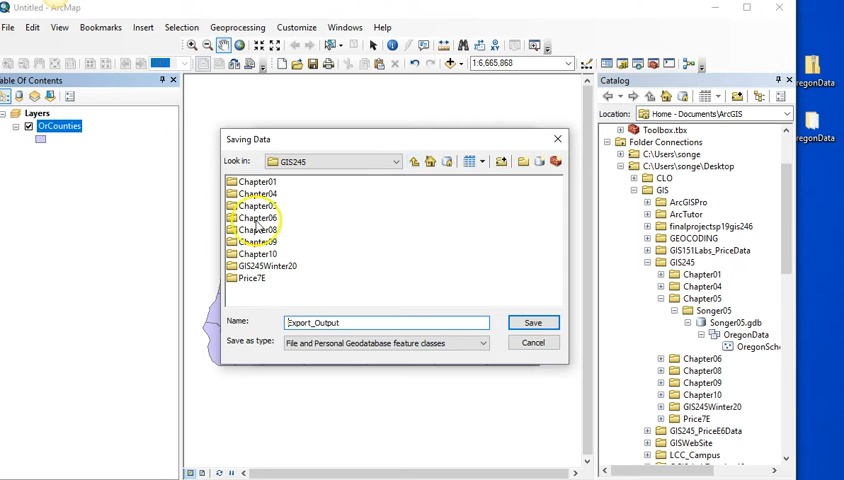 Untitled - ArcMap
File Edit View Bookmarks Insert Selection Geoprocessing Customize Windows Help
1:6,665,868
Table Of Contents
Layers
OrCounties
Saving Data
Look in: GIS245
Chapter01
Chapter04
Chapter05
Chapter06
Chapter08
Chapter09
Chapter10
GIS245Winter20
Price7E
Name: Export_Output
Save
Save as type: File and Personal Geodatabase feature classes
Cancel
Catalog
Location: Home - Documents\ArcGIS
Toolbox.tbx
Folder Connections
C:\Users\songe
C:\Users\songe\Desktop
CLO
GIS
ArcGISPro
ArcTutor
finalprojectsp19gis246
GEOCODING
GIS151Labs_PriceData
GIS245
Chapter01
Chapter04
Chapter05
Songer05
Songer05.gdb
OregonData
OregonSch
Chapter06
Chapter08
Chapter09
Chapter10
GIS245Winter20
Price7E
GIS245_PriceE6Data
GISWebSite
LCC_Campus
regonData
regonData